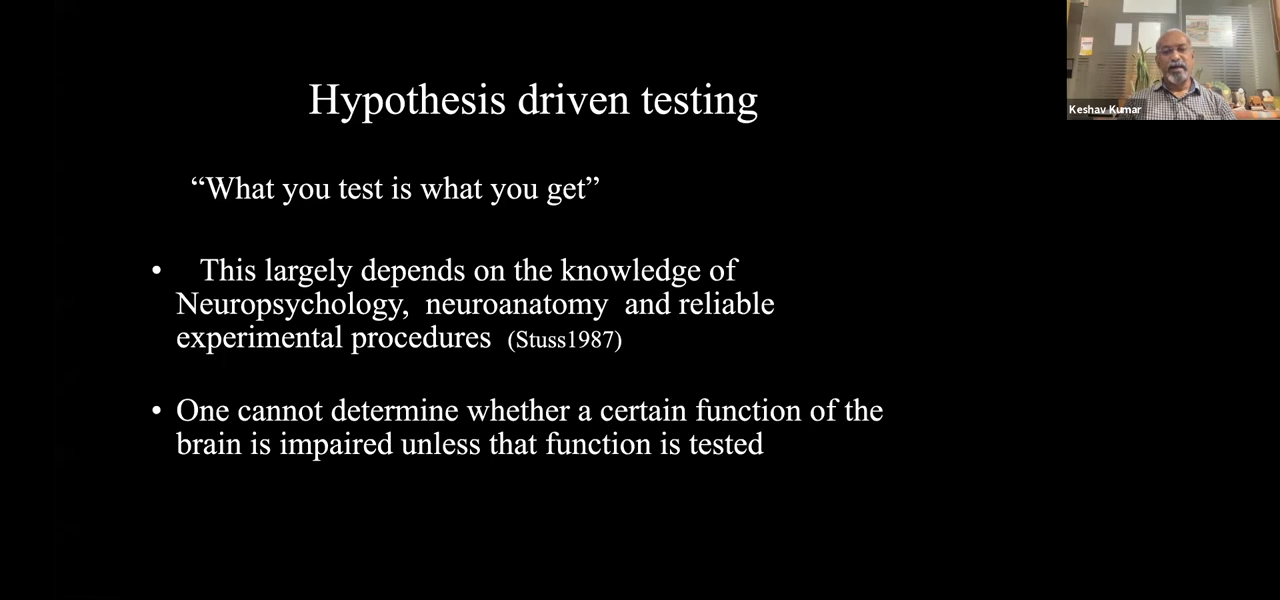 Hypothesis driven testing
Keshav Kumar
“What you test is what you get”
• This largely depends on the knowledge of
Neuropsychology, neuroanatomy and reliable
experimental procedures (Stuss1987)
• One cannot determine whether a certain function of the
brain is impaired unless that function is tested